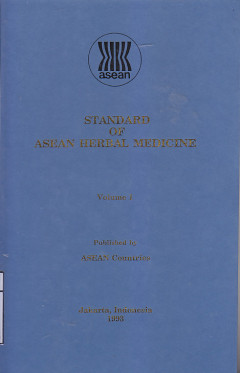 asean
STANDARD
OF
ASEAN HERBAL MEDICINE
Volume I
Published by
ASEAN Countries
Jakarta, Indonesia
1993